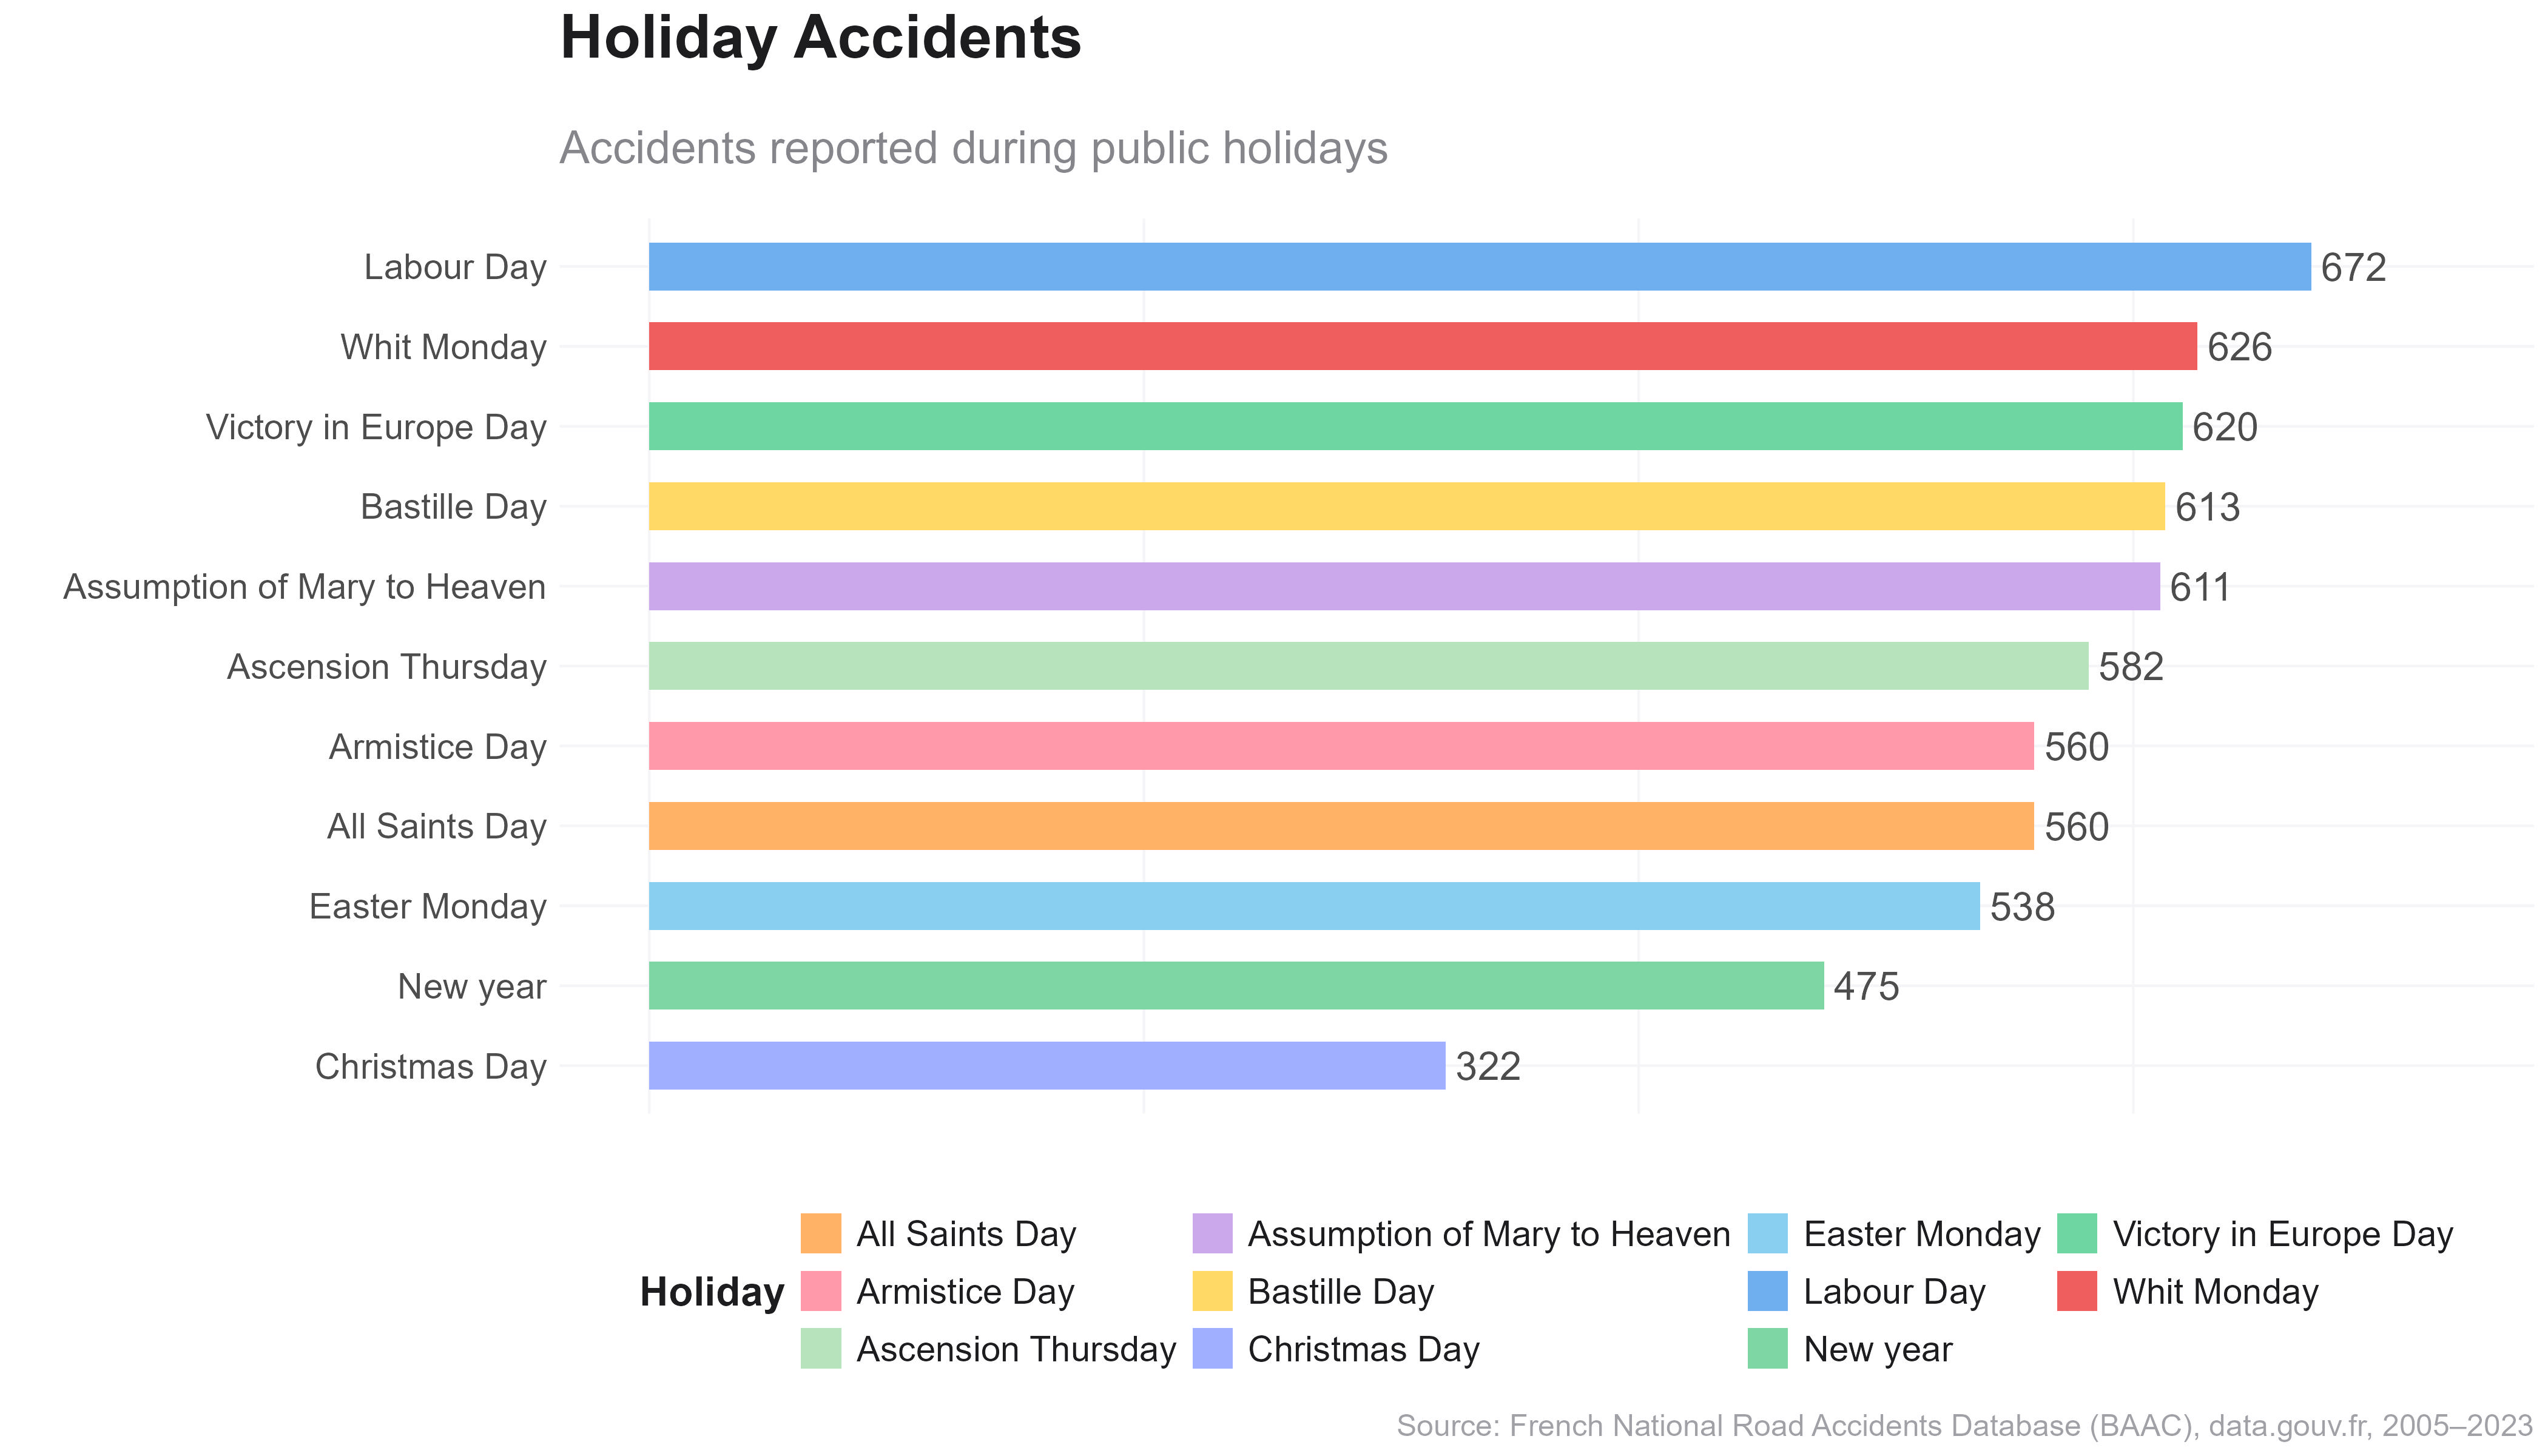 Holiday Accidents
Accidents reported during public holidays
Labour Day 672
Whit Monday 626
Victory in Europe Day 620
Bastille Day 613
Assumption of Mary to Heaven 611
Ascension Thursday 582
Armistice Day 560
All Saints Day 560
Easter Monday 538
New year 475
Christmas Day 322
Holiday
All Saints Day
Armistice Day
Ascension Thursday
Assumption of Mary to Heaven
Bastille Day
Christmas Day
Easter Monday
Labour Day
New year
Victory in Europe Day
Whit Monday
Source: French National Road Accidents Database (BAAC), data.gouv.fr, 2005–2023